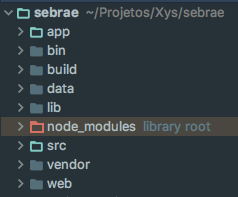 sebrae ~/Projetos/Xys/sebrae
app
bin
build
data
lib
node_modules library root
src
vendor
web